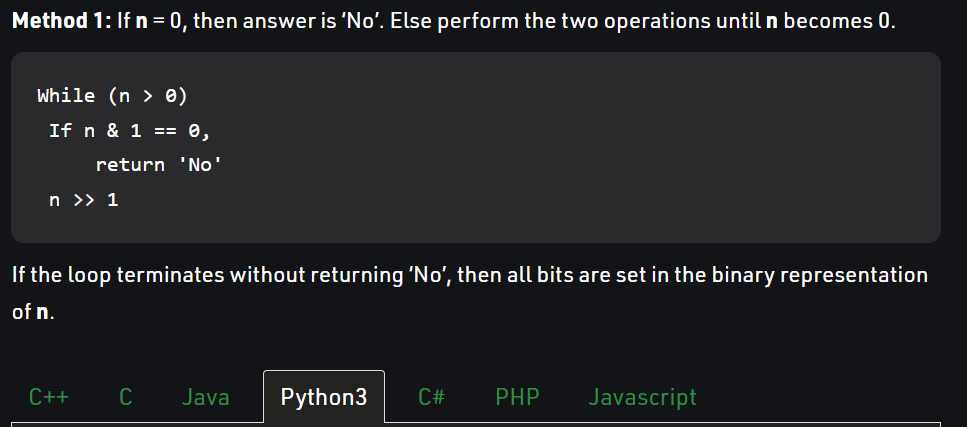 Method 1: If n = 0, then answer is ‘No’. Else perform the two operations until n becomes 0.
While (n > 0)
If n & 1 == 0,
return 'No'
n >> 1
If the loop terminates without returning ‘No’, then all bits are set in the binary representation
of n.
C++ C Java Python3 C# PHP Javascript